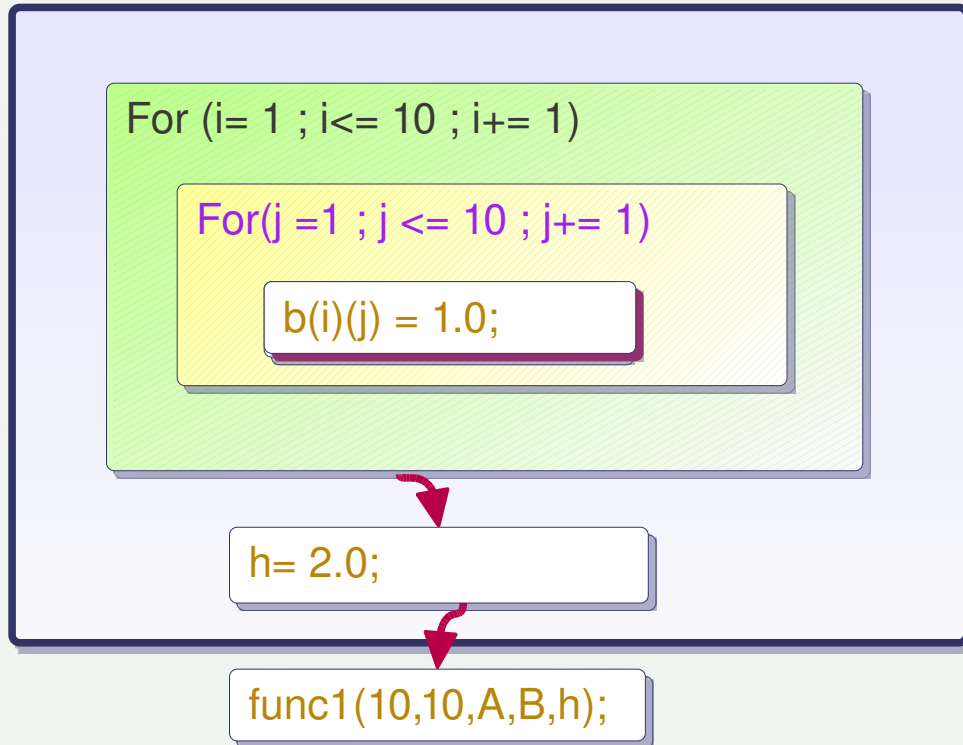 For (i= 1 ; i<= 10 ; i+= 1)
For(j =1 ; j <= 10 ; j+= 1)
b(i)(j) = 1.0;
h= 2.0;
func1(10,10,A,B,h);